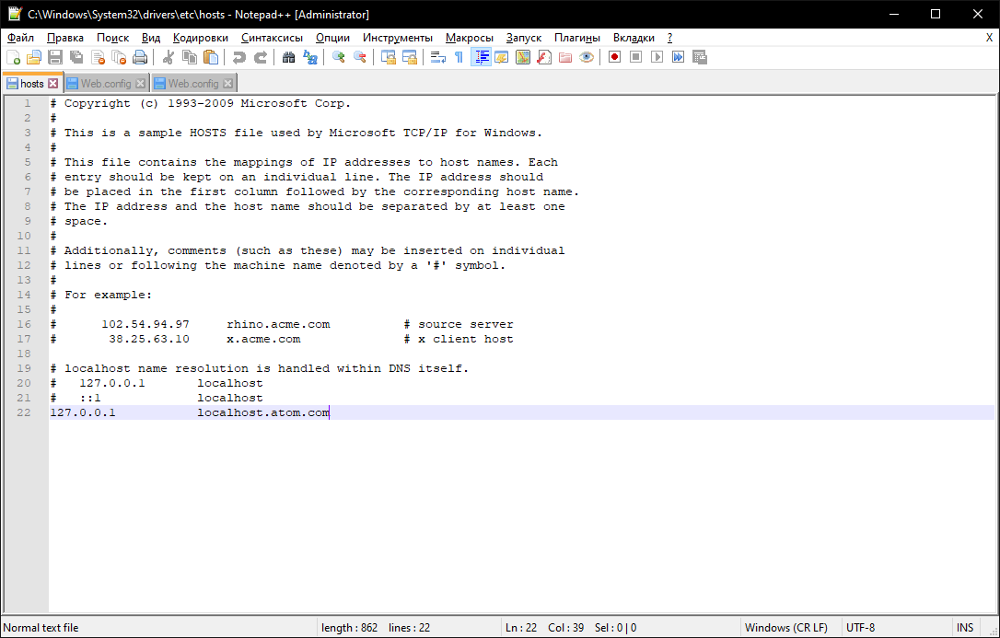 C:\Windows\System32\drivers\etc\hosts - Notepad++ [Administrator]
Файл Правка Поиск Вид Кодировки Синтаксисы Опции Инструменты Макросы Запуск Плагины Вкладки ? X
hosts Web.config Web.config
1 # Copyright (c) 1993-2009 Microsoft Corp.
2 #
3 # This is a sample HOSTS file used by Microsoft TCP/IP for Windows.
4 #
5 # This file contains the mappings of IP addresses to host names. Each
6 # entry should be kept on an individual line. The IP address should
7 # be placed in the first column followed by the corresponding host name.
8 # The IP address and the host name should be separated by at least one
9 # space.
10 #
11 # Additionally, comments (such as these) may be inserted on individual
12 # lines or following the machine name denoted by a '#' symbol.
13 #
14 # For example:
15 #
16 #      102.54.94.97     rhino.acme.com          # source server
17 #       38.25.63.10     x.acme.com              # x client host
18
19 # localhost name resolution is handled within DNS itself.
20 #   127.0.0.1       localhost
21 #   ::1             localhost
22 127.0.0.1           localhost.atom.com
Normal text file length : 862 lines : 22 Ln : 22 Col : 39 Sel : 0 | 0 Windows (CR LF) UTF-8 INS